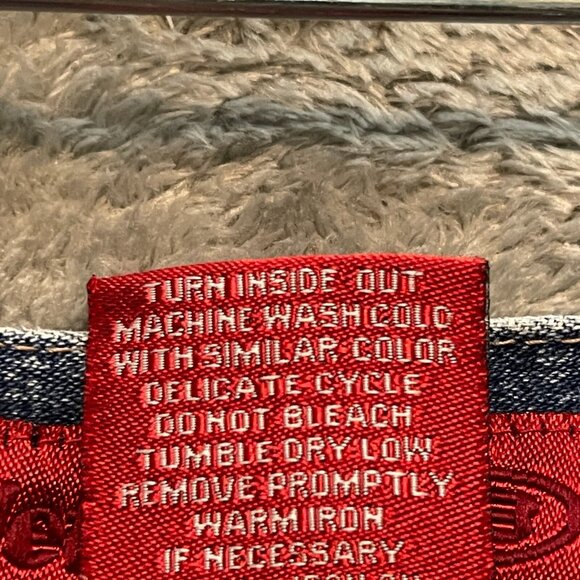 TURN INSIDE OUT
MACHINE WASH COLD
WITH SIMILAR COLOR
DELICATE CYCLE
DO NOT BLEACH
TUMBLE DRY LOW
REMOVE PROMPTLY
WARM IRON
IF NECESSARY